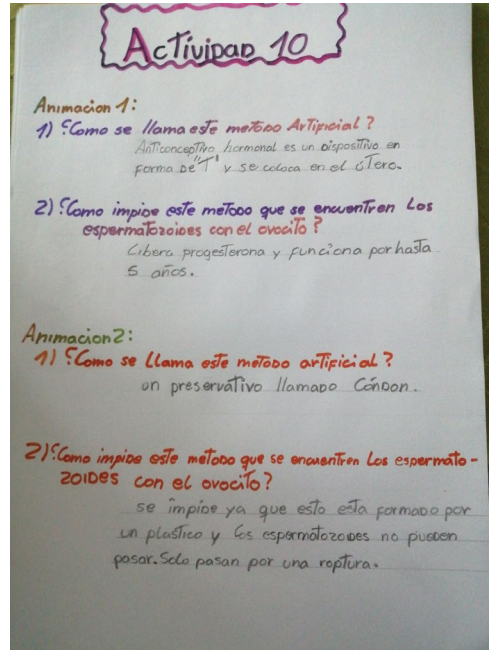 Actividad 10
Animacion 1:
1) ¿Como se llama este metodo Artificial?
Anticonceptivo hormonal es un dispositivo en
forma de "T" y se coloca en el útero.
2) ¿Como impide este metodo que se encuentren los
espermatozoides con el ovocito?
Libera progesterona y funciona por hasta
5 años.
Animacion 2:
1) ¿Como se llama este metodo artificial?
un preservativo llamado Cóndon.
2) ¿Como impide este metodo que se encuentren los espermato-
zoides con el ovocito?
se impide ya que esto esta formado por
un plastico y los espermatozoides no pueden
pasar. Solo pasan por una roptura.